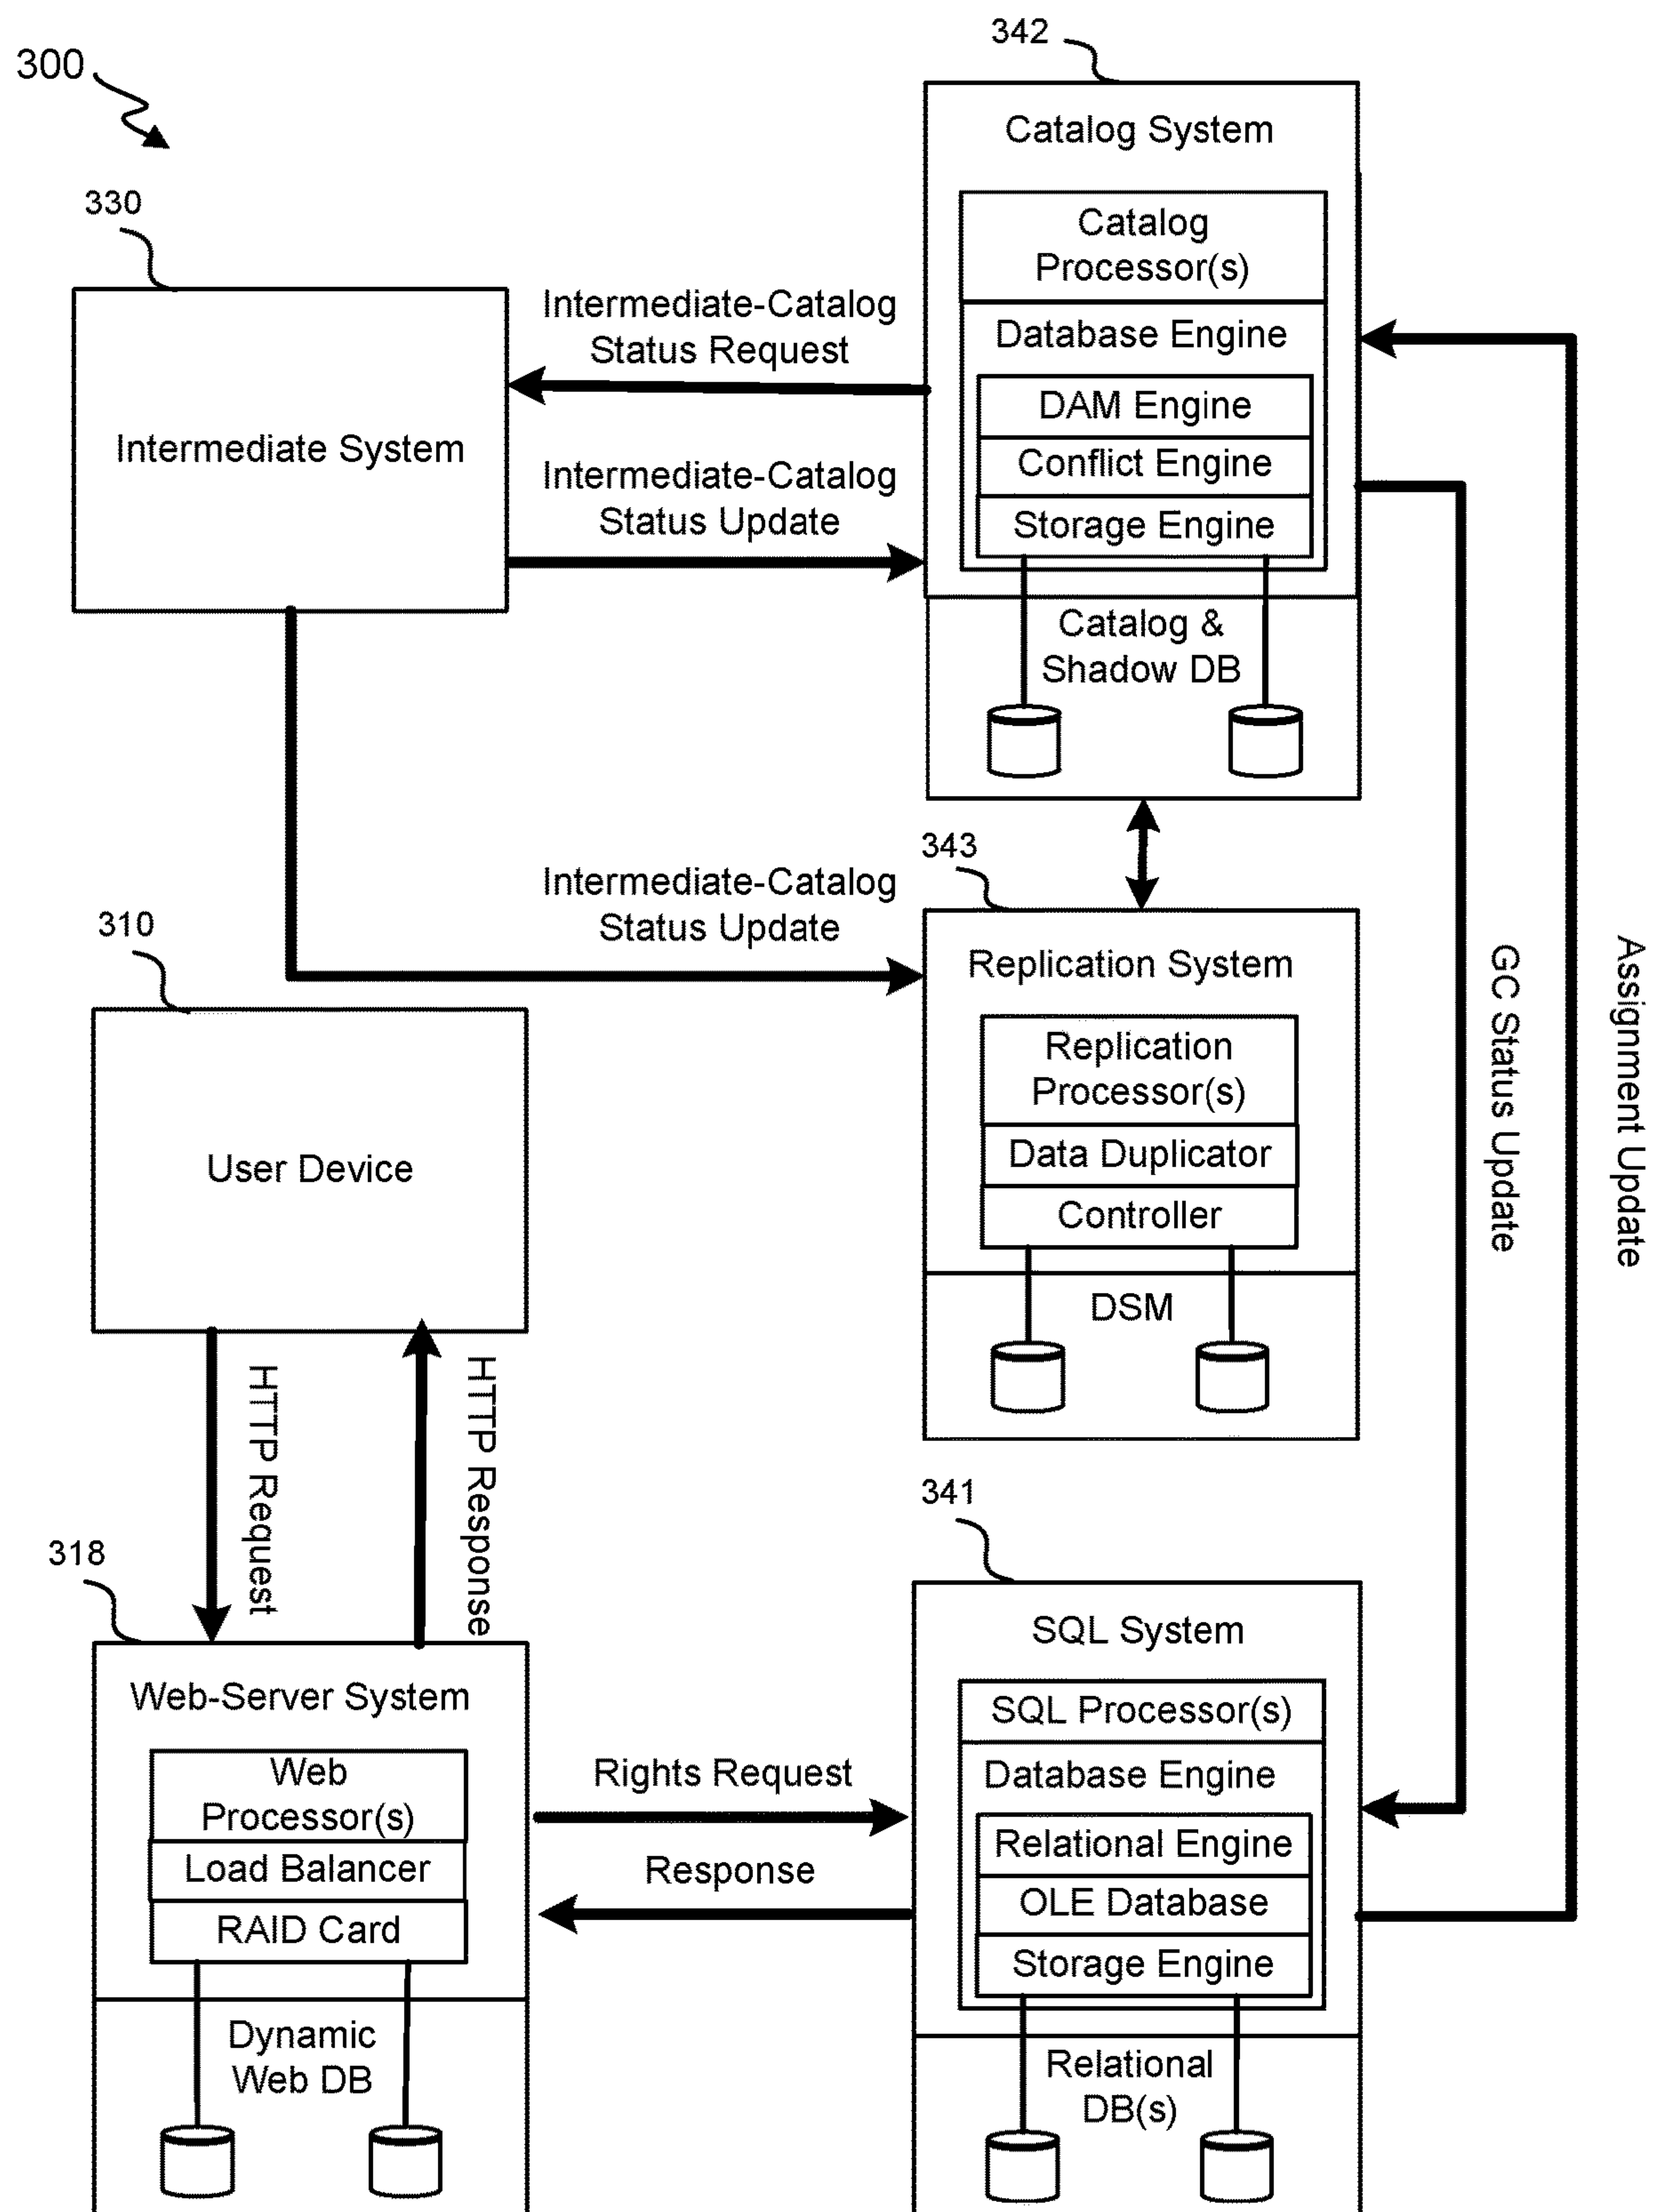 300
342
Catalog System
Catalog
Processor(s)
Database Engine
DAM Engine
Conflict Engine
Storage Engine
Catalog &
Shadow DB
330
Intermediate System
Intermediate-Catalog
Status Request
Intermediate-Catalog
Status Update
Intermediate-Catalog
Status Update
343
Replication System
Replication
Processor(s)
Data Duplicator
Controller
DSM
GC Status Update
Assignment Update
310
User Device
HTTP Request
HTTP Response
318
Web-Server System
Web
Processor(s)
Load Balancer
RAID Card
Dynamic
Web DB
Rights Request
Response
341
SQL System
SQL Processor(s)
Database Engine
Relational Engine
OLE Database
Storage Engine
Relational
DB(s)